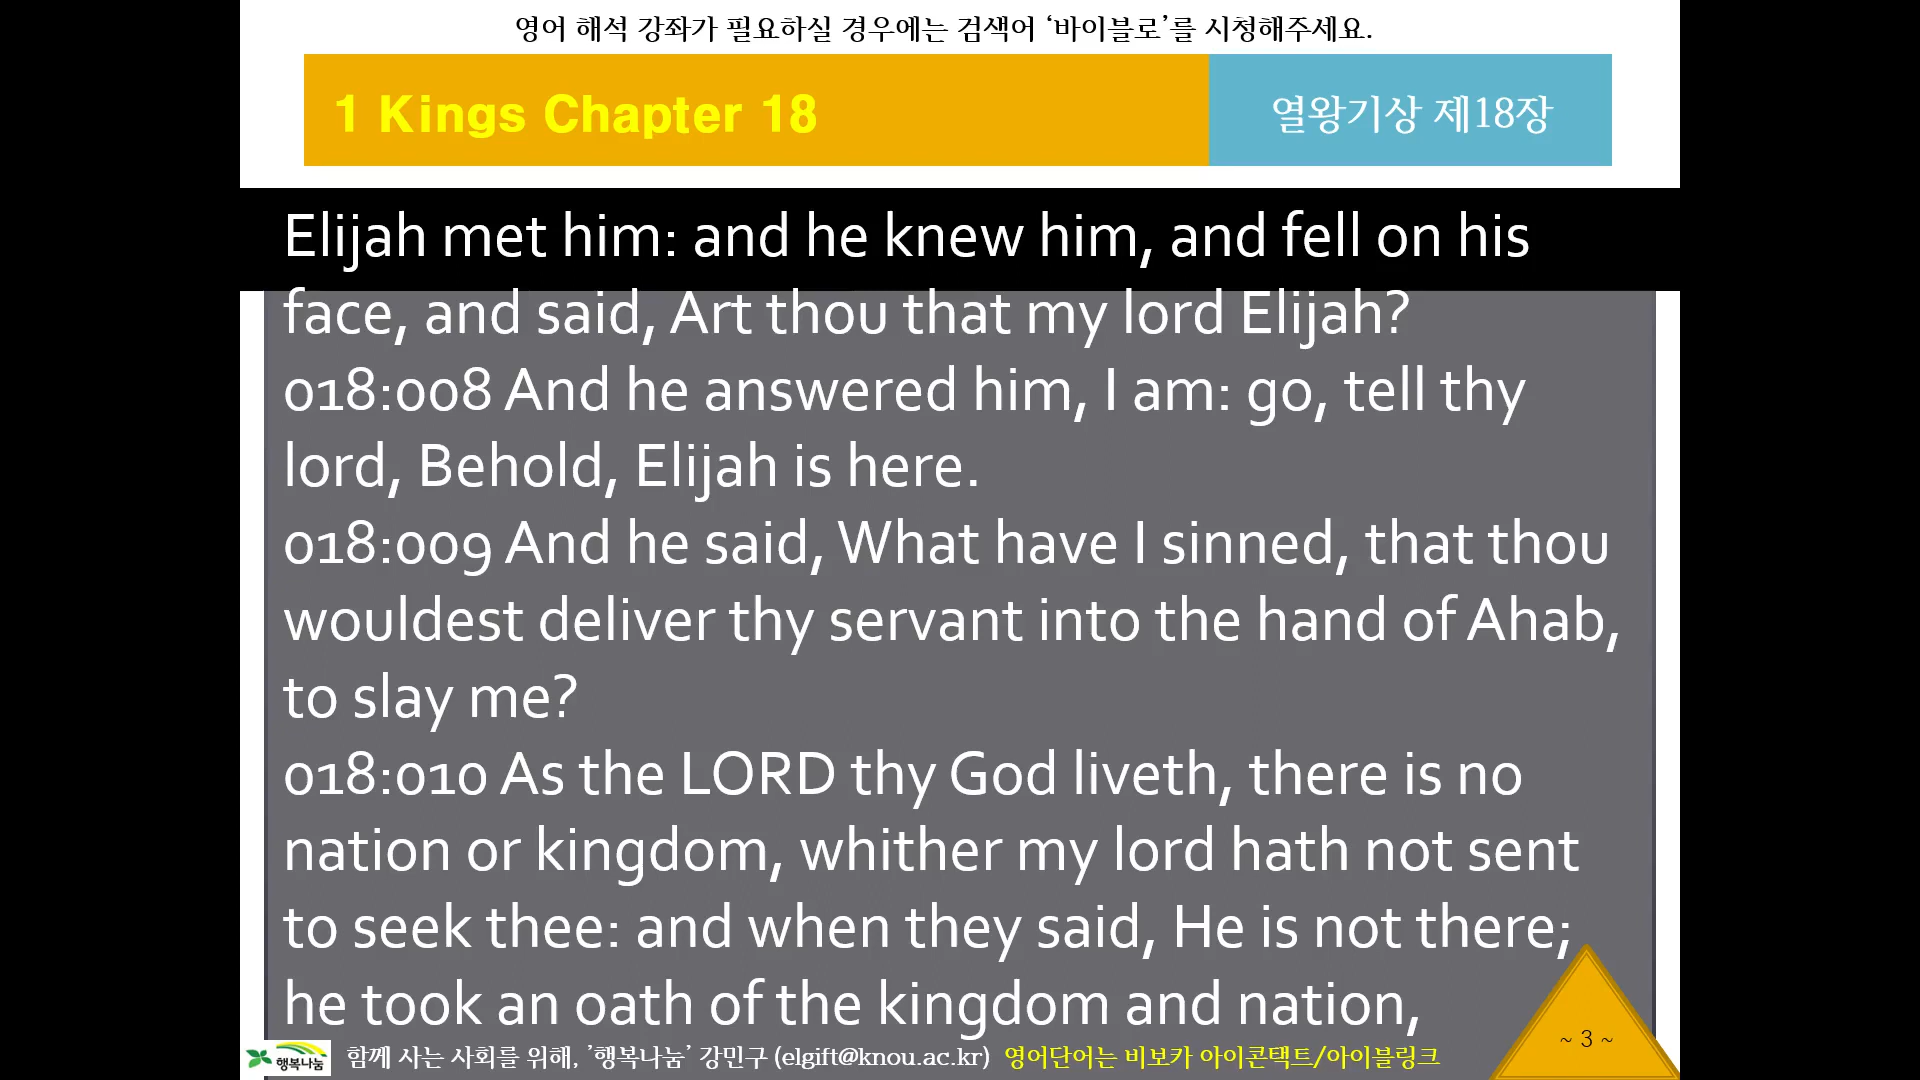 영어 해석 강좌가 필요하실 경우에는 검색어 ‘바이블로’를 시청해주세요.
1 Kings Chapter 18
열왕기상 제18장
Elijah met him: and he knew him, and fell on his
face, and said, Art thou that my lord Elijah?
018:008 And he answered him, I am: go, tell thy
lord, Behold, Elijah is here.
018:009 And he said, What have I sinned, that thou
wouldest deliver thy servant into the hand of Ahab,
to slay me?
018:010 As the LORD thy God liveth, there is no
nation or kingdom, whither my lord hath not sent
to seek thee: and when they said, He is not there;
he took an oath of the kingdom and nation,
~ 3 ~
행복나눔
함께 사는 사회를 위해, ’행복나눔’ 강민구 (elgift@knou.ac.kr) 영어단어는 비보카 아이콘택트/아이블링크